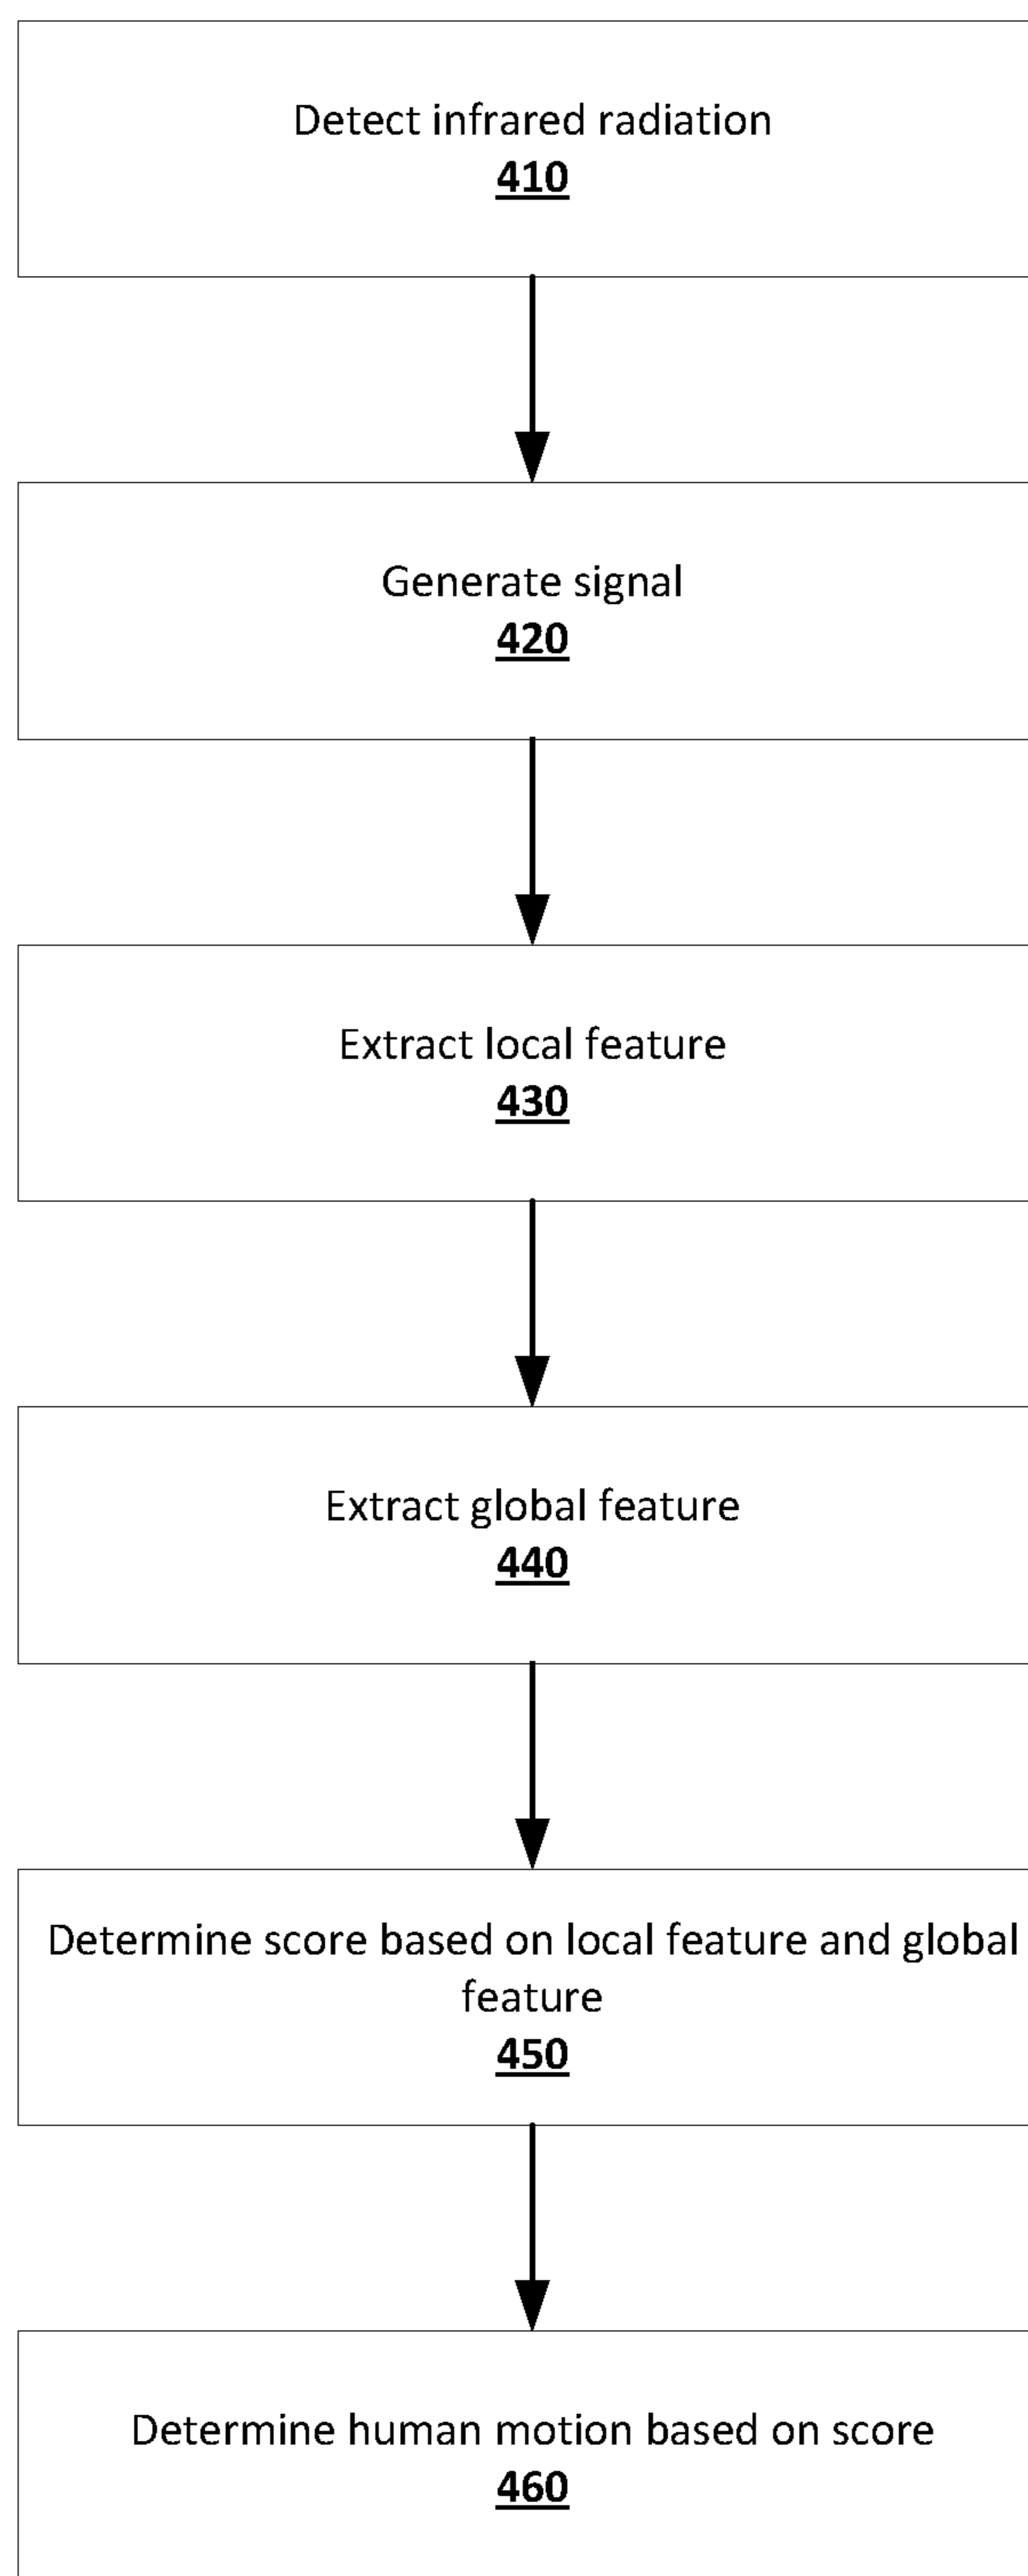 Detect infrared radiation
410
Generate signal
420
Extract local feature
430
Extract global feature
440
Determine score based on local feature and global
feature
450
Determine human motion based on score
460